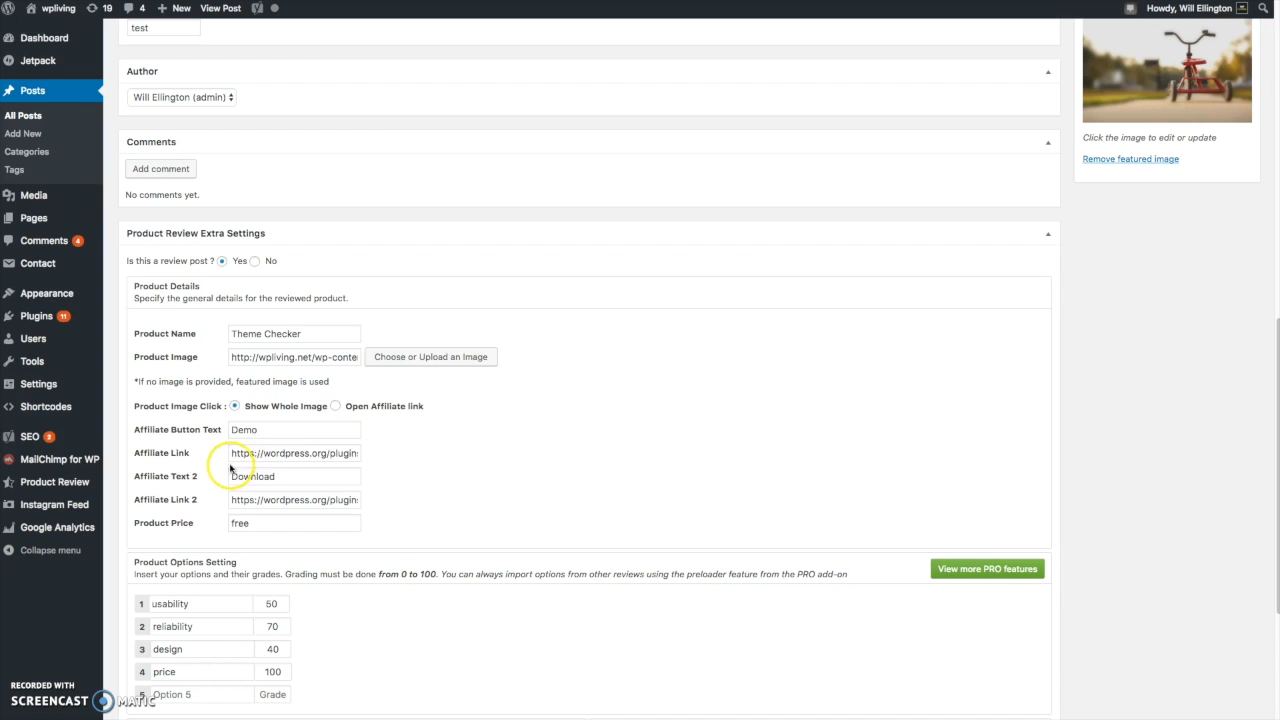 wpliving 19 4 New View Post Howdy, Will Ellington
Dashboard
Jetpack
Posts
All Posts
Add New
Categories
Tags
Media
Pages
Comments 4
Contact
Appearance
Plugins 11
Users
Tools
Settings
Shortcodes
SEO 2
MailChimp for WP
Product Review
Instagram Feed
Google Analytics
Collapse menu
RECORDED WITH
SCREENCAST MATIC
test
Author
Will Ellington (admin)
Comments
Add comment
No comments yet.
Product Review Extra Settings
Is this a review post ? Yes No
Product Details
Specify the general details for the reviewed product.
Product Name Theme Checker
Product Image http://wpliving.net/wp-conte Choose or Upload an Image
*If no image is provided, featured image is used
Product Image Click : Show Whole Image Open Affiliate link
Affiliate Button Text Demo
Affiliate Link https://wordpress.org/plugin
Affiliate Text 2 Download
Affiliate Link 2 https://wordpress.org/plugin
Product Price free
Product Options Setting
Insert your options and their grades. Grading must be done from 0 to 100. You can always import options from other reviews using the preloader feature from the PRO add-on
View more PRO features
1 usability 50
2 reliability 70
3 design 40
4 price 100
5 Option 5 Grade
Click the image to edit or update
Remove featured image